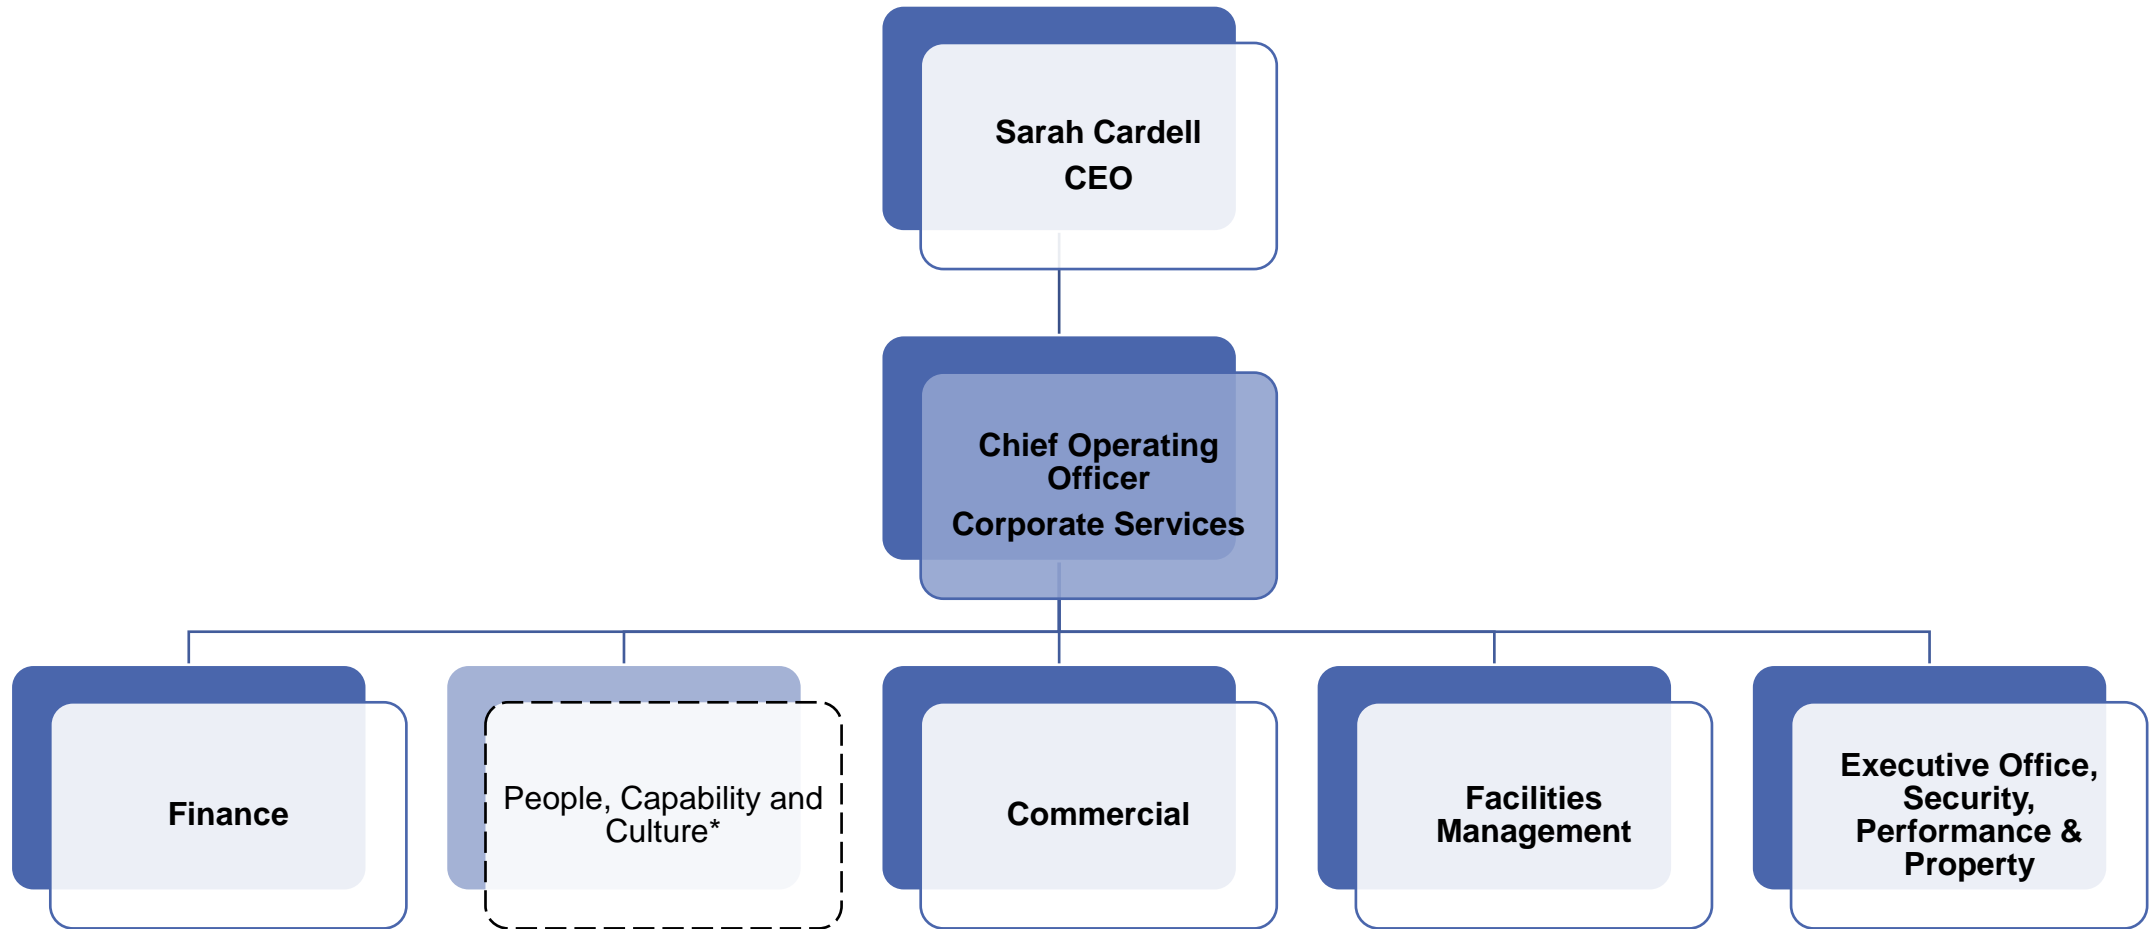 Sarah Cardell
CEO
Chief Operating
Officer
Corporate Services
Finance
People, Capability and
Culture*
Commercial
Facilities
Management
Executive Office,
Security,
Performance &
Property